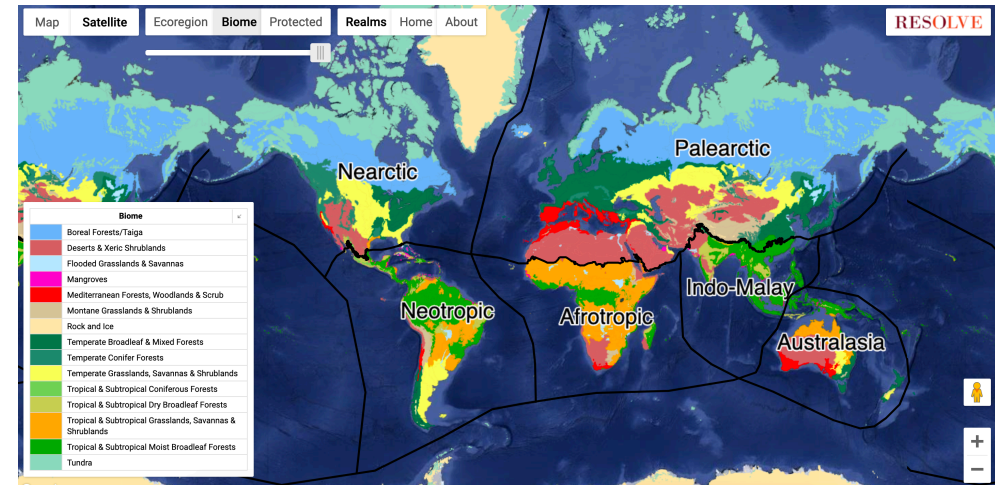 Map Satellite Ecoregion Biome Protected Realms Home About
RESOLVE
Palearctic
Nearctic
Biome
Boreal Forests/Taiga
Deserts & Xeric Shrublands
Flooded Grasslands & Savannas
Mangroves
Mediterranean Forests, Woodlands & Scrub
Montane Grasslands & Shrublands
Rock and Ice
Temperate Broadleaf & Mixed Forests
Temperate Conifer Forests
Temperate Grasslands, Savannas & Shrublands
Tropical & Subtropical Coniferous Forests
Tropical & Subtropical Dry Broadleaf Forests
Tropical & Subtropical Grasslands, Savannas &
Shrublands
Tropical & Subtropical Moist Broadleaf Forests
Tundra
Indo-Malay
Neotropic
Afrotropic
Australasia